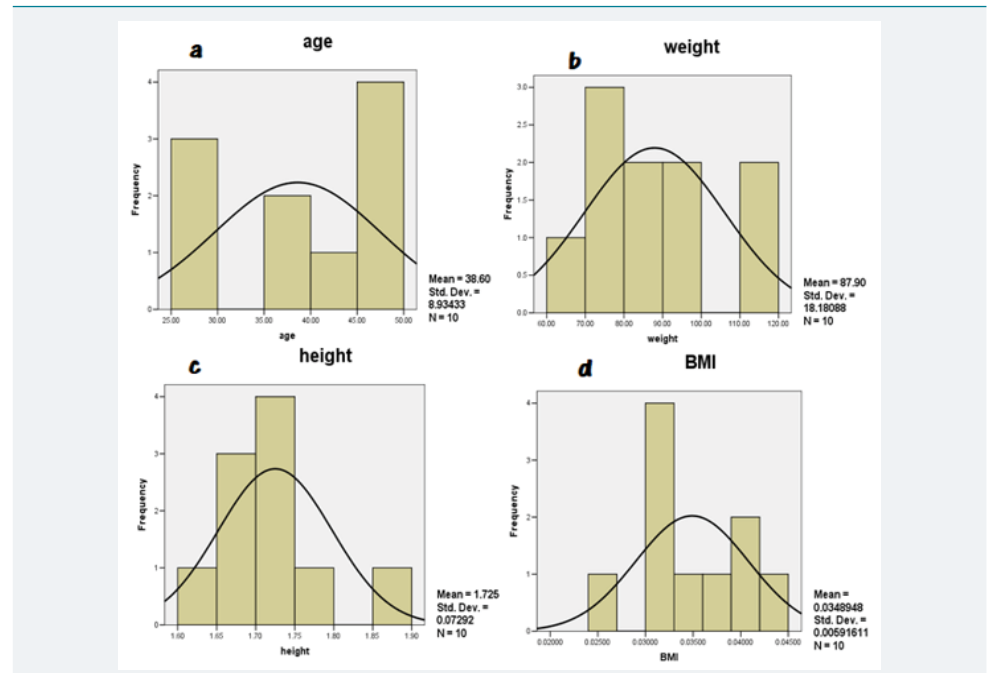 a
age
Frequency
4
3
2
1
0
25.00 30.00 35.00 40.00 45.00 50.00
age
Mean = 38.60
Std. Dev. =
8.93433
N = 10
b
weight
Frequency
3.0
2.5
2.0
1.5
1.0
0.5
0.0
60.00 70.00 80.00 90.00 100.00 110.00 120.00
weight
Mean = 87.90
Std. Dev. =
18.18088
N = 10
c
height
Frequency
4
3
2
1
0
1.60 1.65 1.70 1.75 1.80 1.85 1.90
height
Mean = 1.725
Std. Dev. =
0.07292
N = 10
d
BMI
Frequency
4
3
2
1
0
0.02000 0.02500 0.03000 0.03500 0.04000 0.04500
BMI
Mean =
0.0348948
Std. Dev. =
0.00591611
N = 10